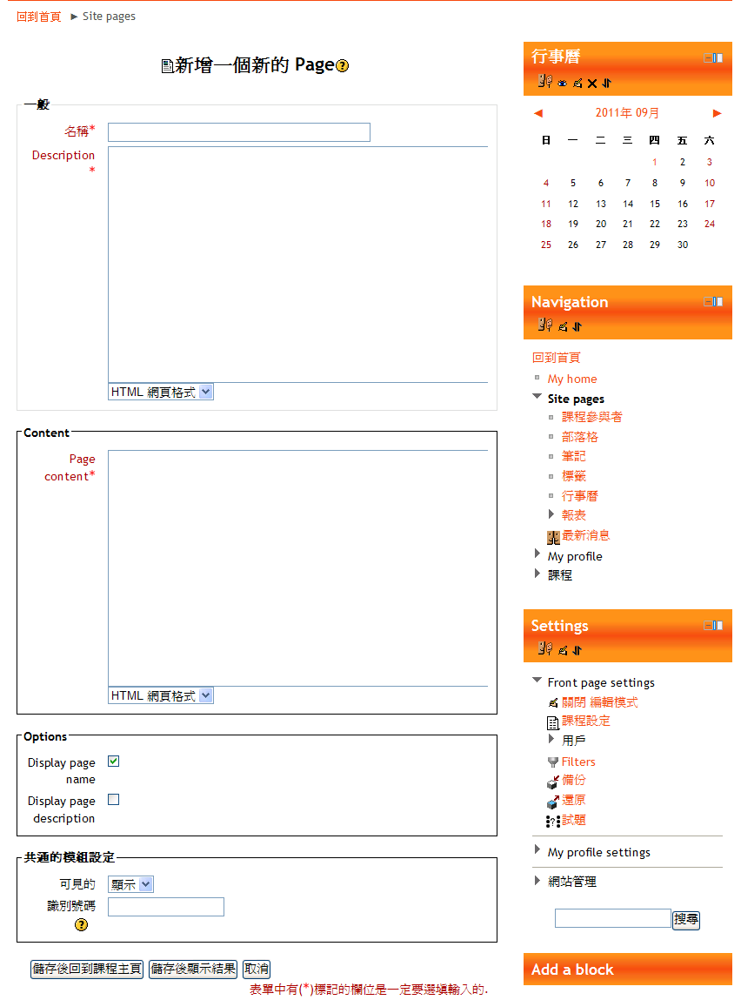 回到首頁 ► Site pages
新增一個新的 Page
一般
名稱*
Description
*
HTML 網頁格式
Content
Page
content*
HTML 網頁格式
Options
Display page
name
Display page
description
共通的模組設定
可見的 顯示
識別號碼
儲存後回到課程主頁 儲存後顯示結果 取消
表單中有(*)標記的欄位是一定要選填輸入的.
行事曆
◄ 2011年 09月 ►
日 一 二 三 四 五 六
1 2 3
4 5 6 7 8 9 10
11 12 13 14 15 16 17
18 19 20 21 22 23 24
25 26 27 28 29 30
Navigation
回到首頁
My home
Site pages
課程參與者
部落格
筆記
標籤
行事曆
報表
最新消息
My profile
課程
Settings
Front page settings
關閉 編輯模式
課程設定
用戶
Filters
備份
還原
試題
My profile settings
網站管理
搜尋
Add a block